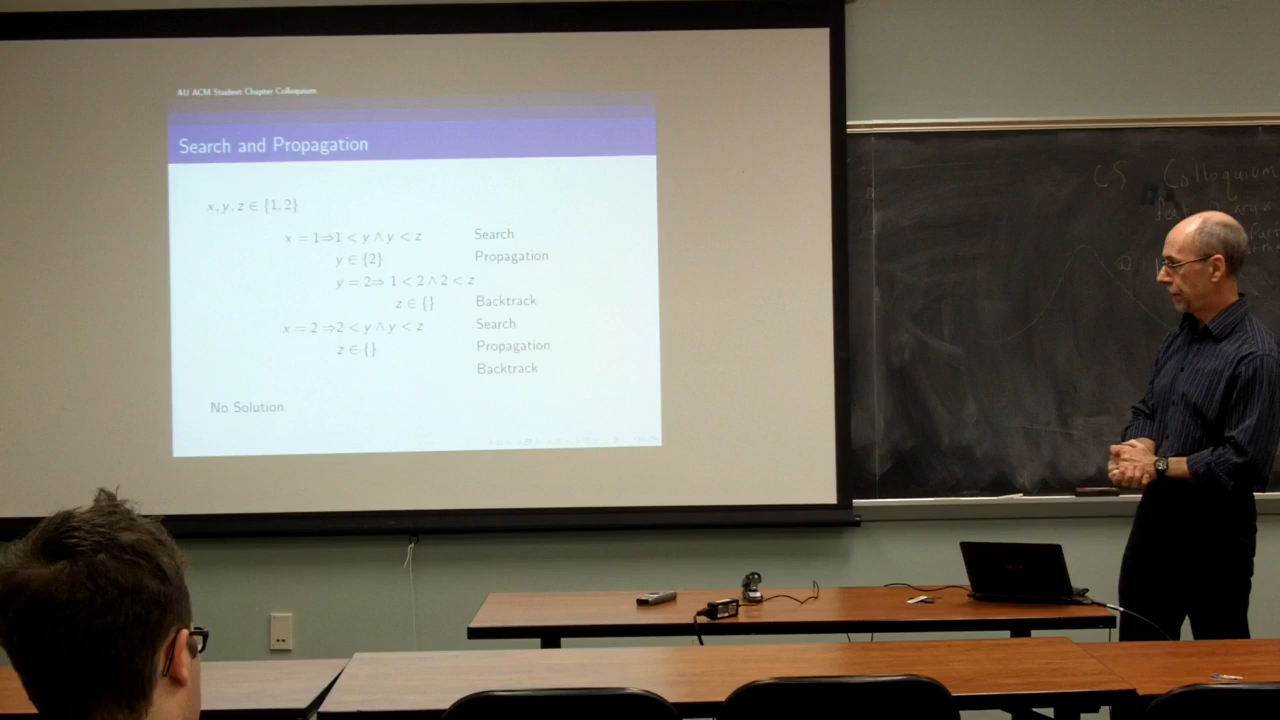 AU ACM Student Chapter Colloquium
Search and Propagation
x, y, z ∈ {1, 2}
x = 1⇒1 < y ∧ y < z Search
y ∈ {2} Propagation
y = 2⇒ 1 < 2 ∧ 2 < z
z ∈ {} Backtrack
x = 2 ⇒2 < y ∧ y < z Search
z ∈ {} Propagation
Backtrack
No Solution
CS Colloquium